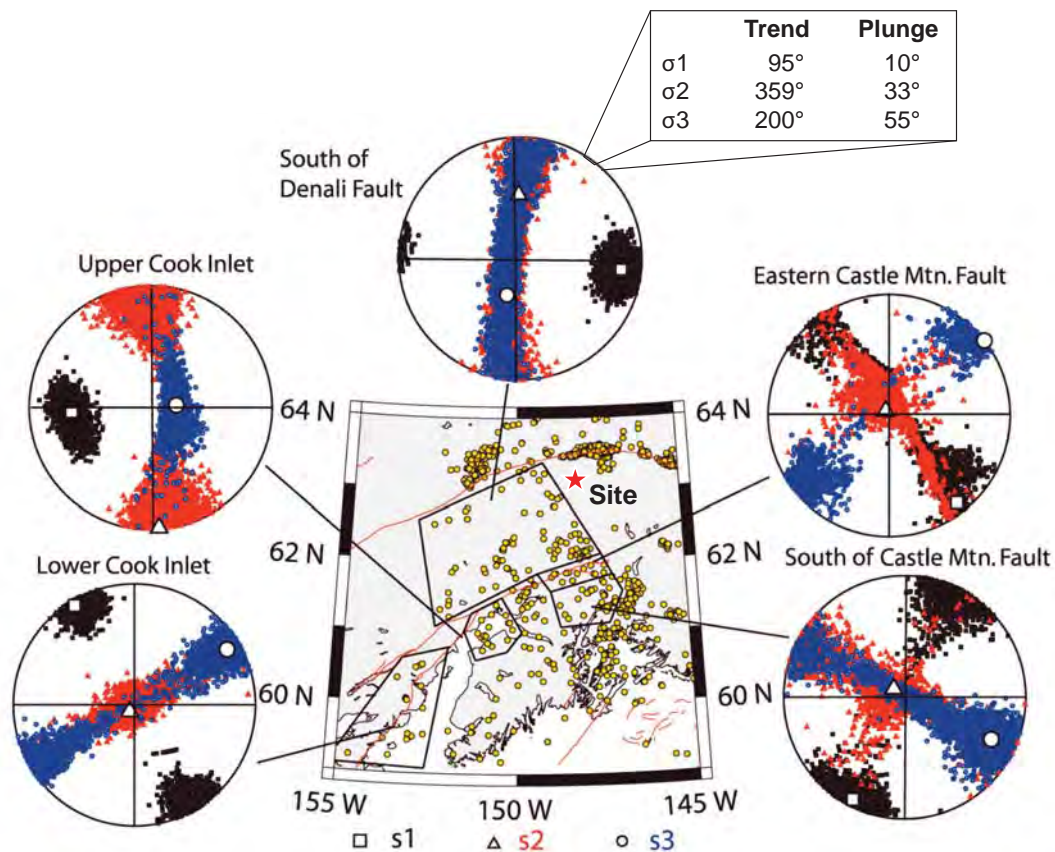 Trend Plunge
σ1 95° 10°
σ2 359° 33°
σ3 200° 55°
South of
Denali Fault
Upper Cook Inlet
Eastern Castle Mtn. Fault
64 N
64 N
Site
62 N
62 N
Lower Cook Inlet
South of Castle Mtn. Fault
60 N
60 N
155 W
150 W
145 W
s1 s2 s3